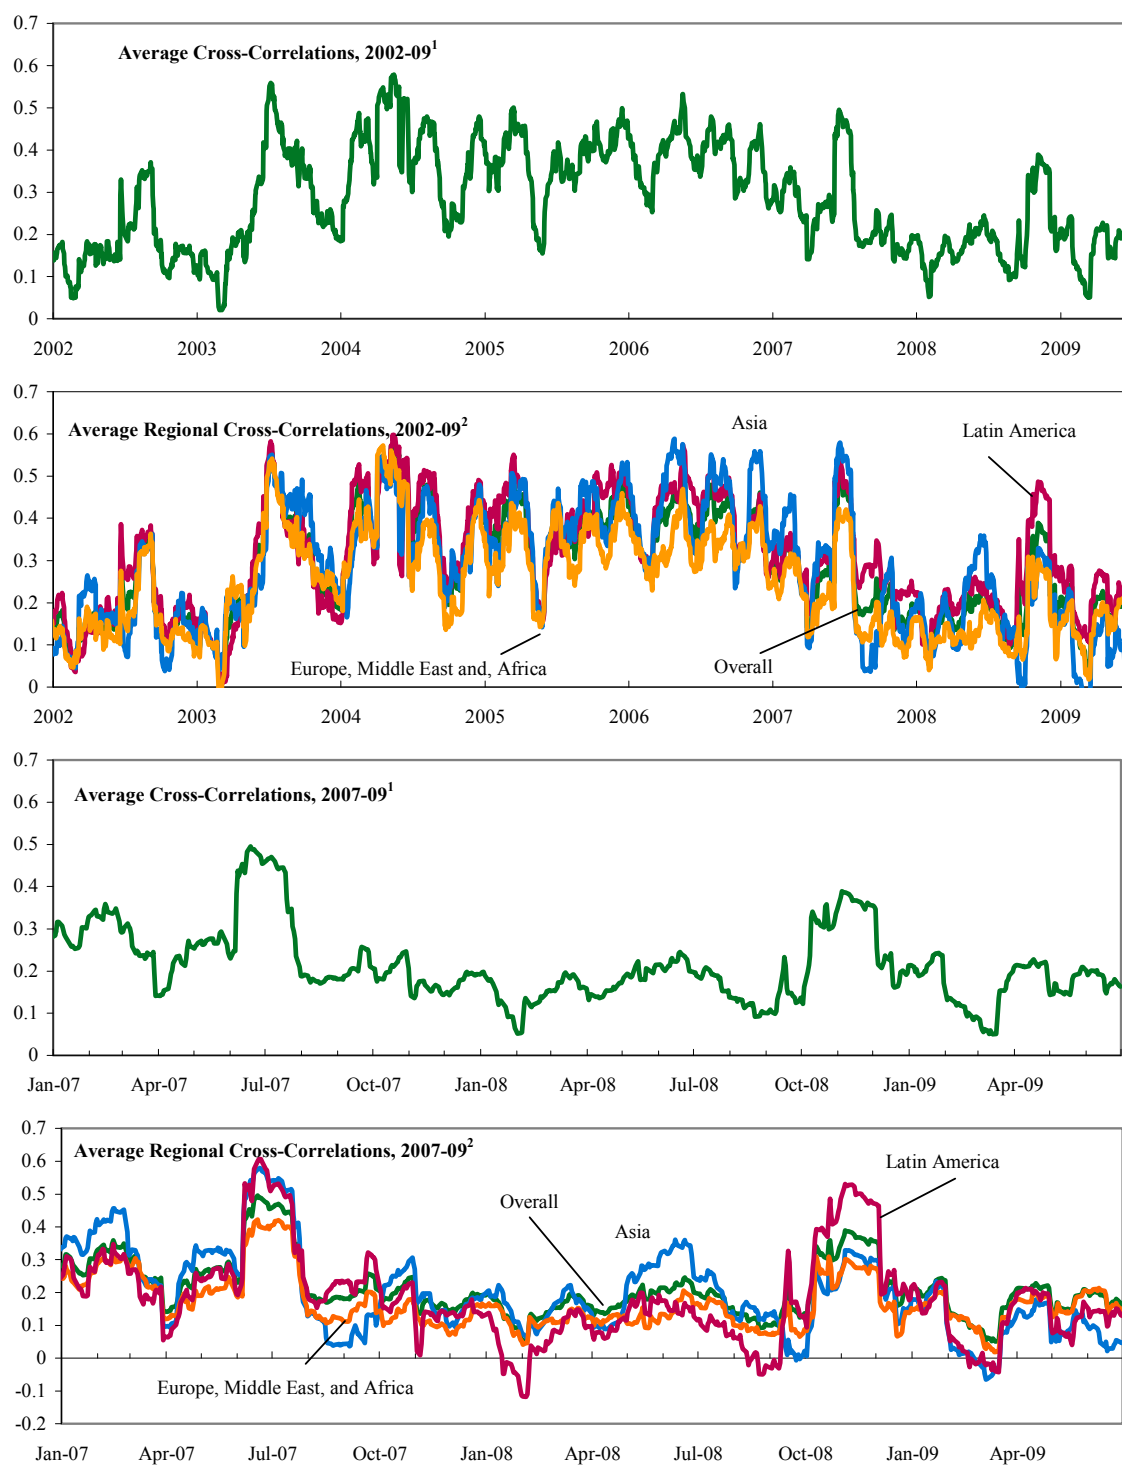 0.7
Average Cross-Correlations, 2002-09¹
0.6
0.5
0.4
0.3
0.2
0.1
0
2002 2003 2004 2005 2006 2007 2008 2009
0.7
Average Regional Cross-Correlations, 2002-09²
Asia
Latin America
0.6
0.5
0.4
0.3
0.2
0.1
Europe, Middle East and, Africa
Overall
0
2002 2003 2004 2005 2006 2007 2008 2009
0.7
Average Cross-Correlations, 2007-09¹
0.6
0.5
0.4
0.3
0.2
0.1
0
Jan-07 Apr-07 Jul-07 Oct-07 Jan-08 Apr-08 Jul-08 Oct-08 Jan-09 Apr-09
0.7
Average Regional Cross-Correlations, 2007-09²
Latin America
0.6
0.5
Overall
Asia
0.4
0.3
0.2
0.1
0
Europe, Middle East, and Africa
-0.1
-0.2
Jan-07 Apr-07 Jul-07 Oct-07 Jan-08 Apr-08 Jul-08 Oct-08 Jan-09 Apr-09